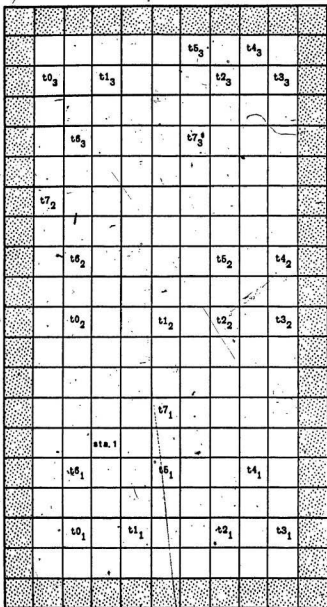 t5₃ t4₃
t0₃ t1₃ t2₃ t3₃
t6₃ t7₃
t7₂
t6₂ t5₂ t4₂
t0₂ t1₂ t2₂ t3₂
t7₁
sta. 1
t6₁ t5₁ t4₁
t0₁ t1₁ t2₁ t3₁